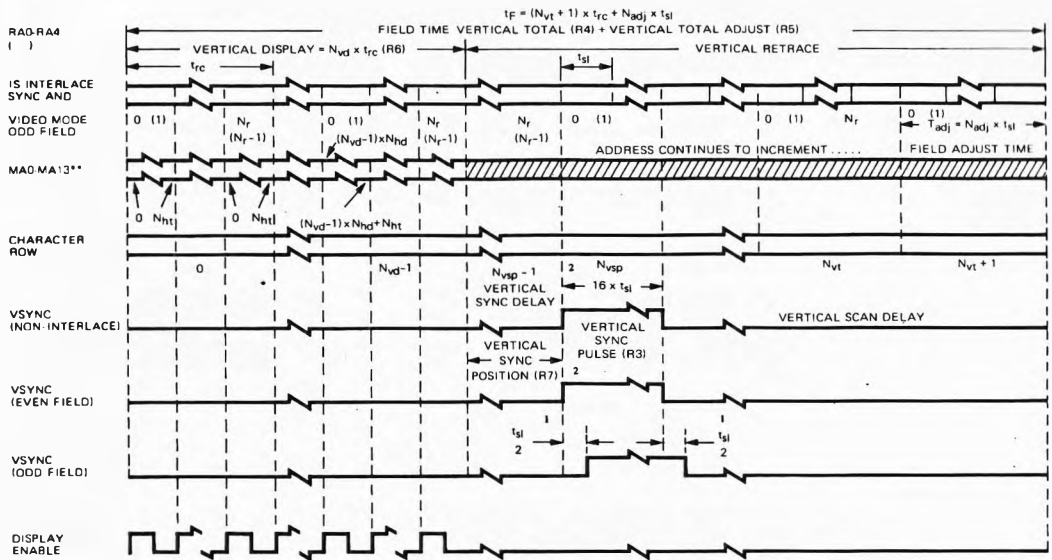 tF = (Nvt + 1) x trc + Nadj x tsl
RA0-RA4
( )
FIELD TIME VERTICAL TOTAL (R4) + VERTICAL TOTAL ADJUST (R5)
VERTICAL DISPLAY = Nvd x trc (R6)
VERTICAL RETRACE
trc
tsl
IS INTERLACE
SYNC AND
VIDEO MODE
ODD FIELD
0 (1) Nr 0 (1) Nr Nr 0 (1) 0 (1) Nr 0 (1)
(Nr-1) (Nvd-1)xNhd (Nr-1) (Nr-1) Tadj = Nadj x tsl
ADDRESS CONTINUES TO INCREMENT . . . . . FIELD ADJUST TIME
MA0-MA13**
0 Nht 0 Nht (Nvd-1) x Nhd + Nht
CHARACTER
ROW
0 Nvd-1 Nvsp - 1 2 Nvsp Nvt Nvt + 1
VERTICAL
SYNC DELAY
16 x tsl
VSYNC
(NON-INTERLACE)
VERTICAL SCAN DELAY
VERTICAL
SYNC
POSITION (R7)
VERTICAL
SYNC
PULSE (R3)
2
VSYNC
(EVEN FIELD)
1 1
tsl tsl
2 2
VSYNC
(ODD FIELD)
DISPLAY
ENABLE